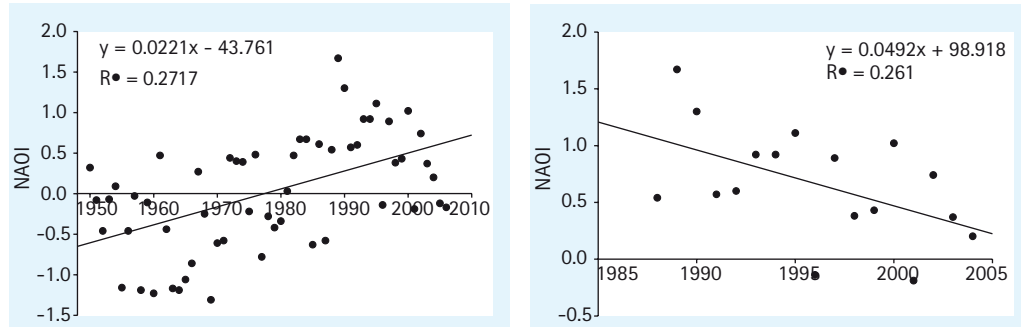 2.0
y = 0.0221x - 43.761
1.5
R● = 0.2717
1.0
0.5
0.0
-0.5
-1.0
-1.5
NAOI
1950 1960 1970 1980 1990 2000 2010
2.0
y = 0.0492x + 98.918
R● = 0.261
1.5
1.0
0.5
0.0
-0.5
NAOI
1985 1990 1995 2000 2005